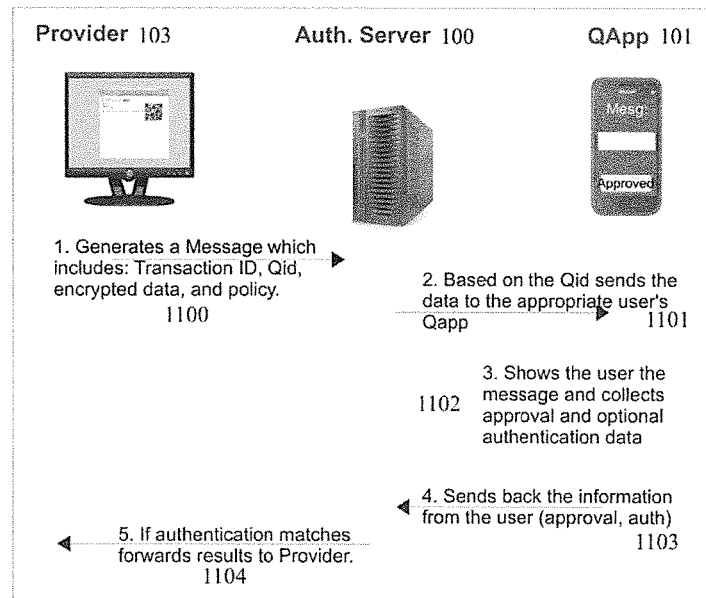 Provider 103 Auth. Server 100 QApp 101
Mesg:
Approved
1. Generates a Message which
includes: Transaction ID, Qid,
encrypted data, and policy.
1100
2. Based on the Qid sends the
data to the appropriate user's
Qapp 1101
3. Shows the user the
message and collects
approval and optional
authentication data
1102
4. Sends back the information
from the user (approval, auth)
1103
5. If authentication matches
forwards results to Provider.
1104